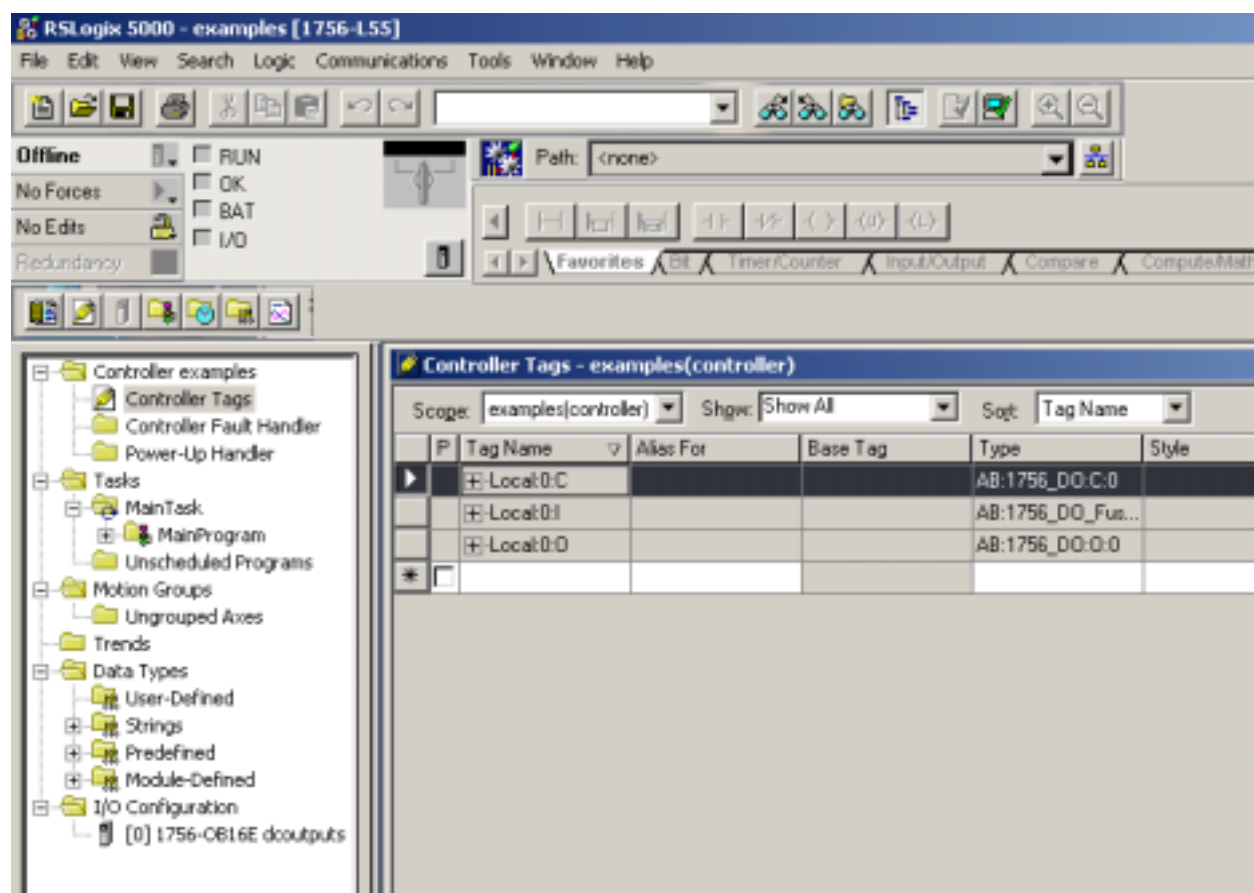 RSLogix 5000 - examples [1756-L55]
File Edit View Search Logic Communications Tools Window Help
Offline RUN
No Forces OK
No Edits BAT
I/O
Redundancy
Path: <none>
Favorites Bit Timer/Counter Input/Output Compare Compute/Math
Controller examples
Controller Tags
Controller Fault Handler
Power-Up Handler
Tasks
MainTask
MainProgram
Unscheduled Programs
Motion Groups
Ungrouped Axes
Trends
Data Types
User-Defined
Strings
Predefined
Module-Defined
I/O Configuration
[0] 1756-OB16E dcoutputs
Controller Tags - examples(controller)
Scope: examples(controller) Show: Show All Sort: Tag Name
P Tag Name Alias For Base Tag Type Style
Local:0:C AB:1756_DO:C:0
Local:0:I AB:1756_DO_Fus...
Local:0:O AB:1756_DO:O:0